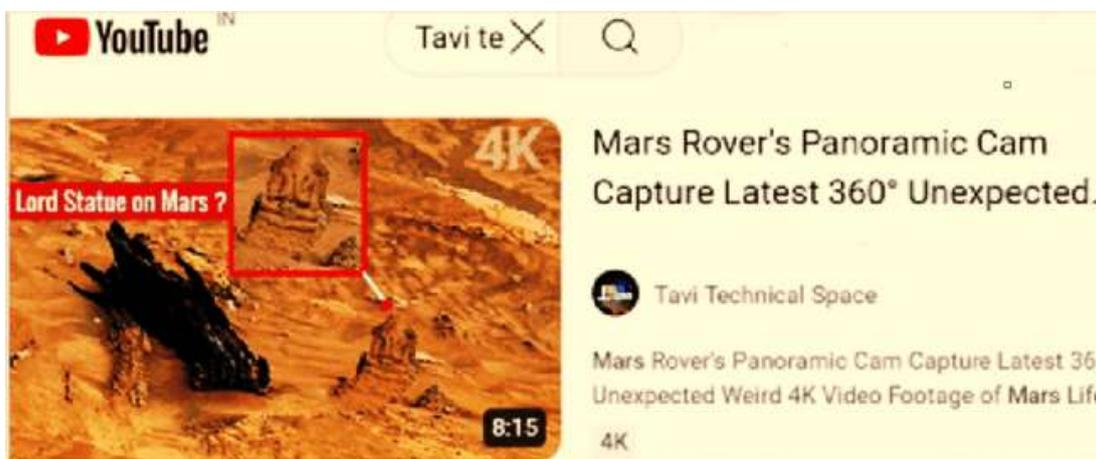 YouTube IN
Tavi te
4K
Lord Statue on Mars ?
8:15
Mars Rover's Panoramic Cam
Capture Latest 360° Unexpected.
Tavi Technical Space
Mars Rover's Panoramic Cam Capture Latest 36
Unexpected Weird 4K Video Footage of Mars Life
4K